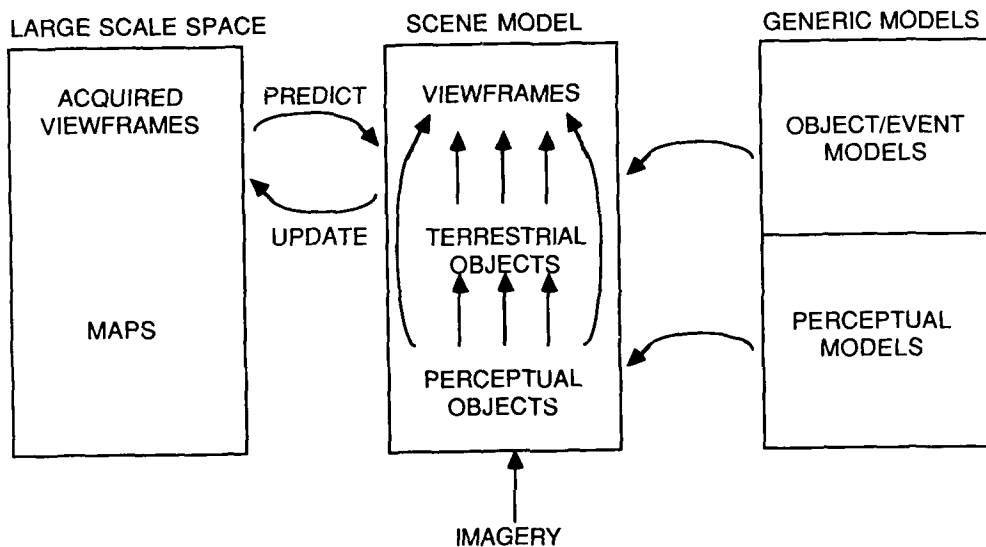 LARGE SCALE SPACE
ACQUIRED
VIEWFRAMES
MAPS
PREDICT
UPDATE
SCENE MODEL
VIEWFRAMES
TERRESTRIAL
OBJECTS
PERCEPTUAL
OBJECTS
IMAGERY
GENERIC MODELS
OBJECT/EVENT
MODELS
PERCEPTUAL
MODELS